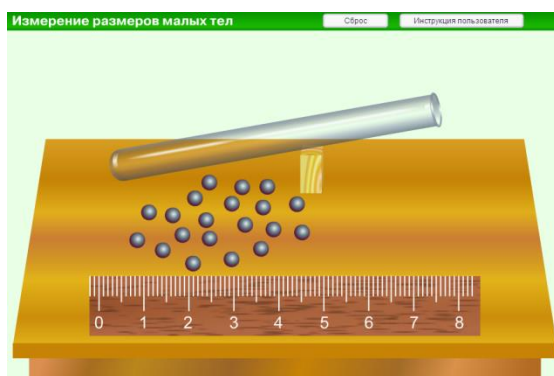 Измерение размеров малых тел
Сброс
Инструкция пользователя
0 1 2 3 4 5 6 7 8